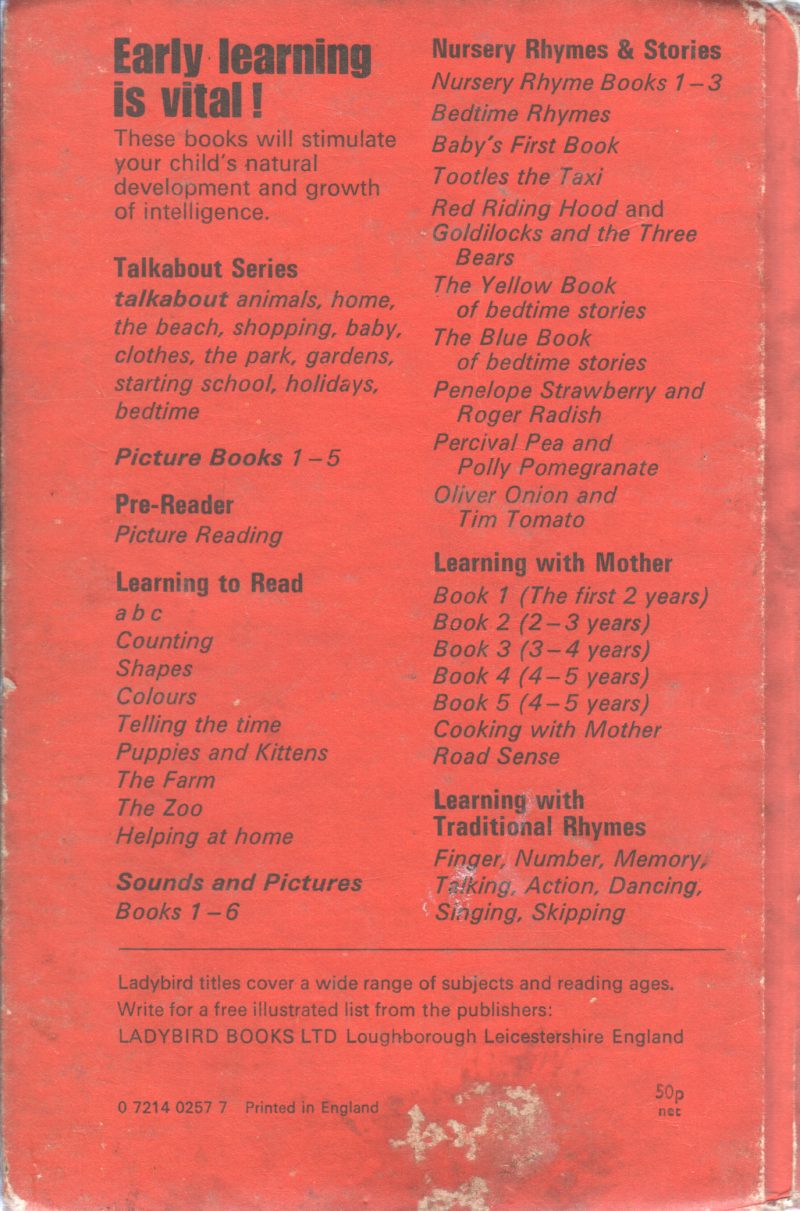 Early learning
is vital!
These books will stimulate
your child's natural
development and growth
of intelligence.
Talkabout Series
talkabout animals, home,
the beach, shopping, baby,
clothes, the park, gardens,
starting school, holidays,
bedtime
Picture Books 1–5
Pre-Reader
Picture Reading
Learning to Read
a b c
Counting
Shapes
Colours
Telling the time
Puppies and Kittens
The Farm
The Zoo
Helping at home
Sounds and Pictures
Books 1–6
Nursery Rhymes & Stories
Nursery Rhyme Books 1–3
Bedtime Rhymes
Baby's First Book
Tootles the Taxi
Red Riding Hood and
Goldilocks and the Three
Bears
The Yellow Book
of bedtime stories
The Blue Book
of bedtime stories
Penelope Strawberry and
Roger Radish
Percival Pea and
Polly Pomegranate
Oliver Onion and
Tim Tomato
Learning with Mother
Book 1 (The first 2 years)
Book 2 (2–3 years)
Book 3 (3–4 years)
Book 4 (4–5 years)
Book 5 (4–5 years)
Cooking with Mother
Road Sense
Learning with
Traditional Rhymes
Finger, Number, Memory,
Talking, Action, Dancing,
Singing, Skipping
Ladybird titles cover a wide range of subjects and reading ages.
Write for a free illustrated list from the publishers:
LADYBIRD BOOKS LTD Loughborough Leicestershire England
0 7214 0257 7 Printed in England
50p
net